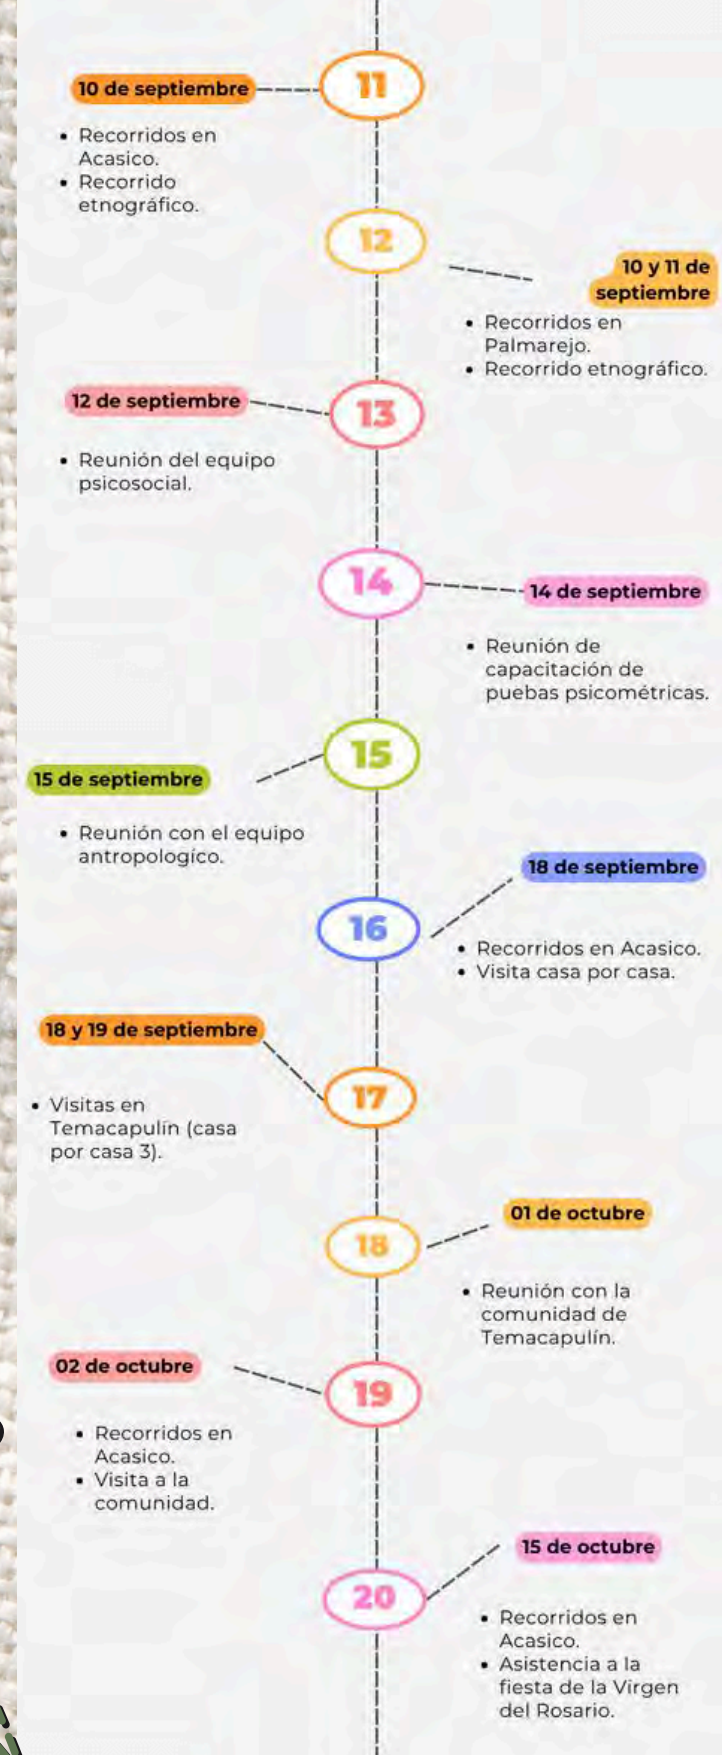 11
10 de septiembre
• Recorridos en
Acasico.
• Recorrido
etnográfico.
12
10 y 11 de
septiembre
• Recorridos en
Palmarejo.
• Recorrido etnográfico.
13
12 de septiembre
• Reunión del equipo
psicosocial.
14
14 de septiembre
• Reunión de
capacitación de
puebas psicométricas.
15
15 de septiembre
• Reunión con el equipo
antropologíco.
16
18 de septiembre
• Recorridos en Acasico.
• Visita casa por casa.
17
18 y 19 de septiembre
• Visitas en
Temacapulín (casa
por casa 3).
18
01 de octubre
• Reunión con la
comunidad de
Temacapulín.
19
02 de octubre
• Recorridos en
Acasico.
• Visita a la
comunidad.
20
15 de octubre
• Recorridos en
Acasico.
• Asistencia a la
fiesta de la Virgen
del Rosario.